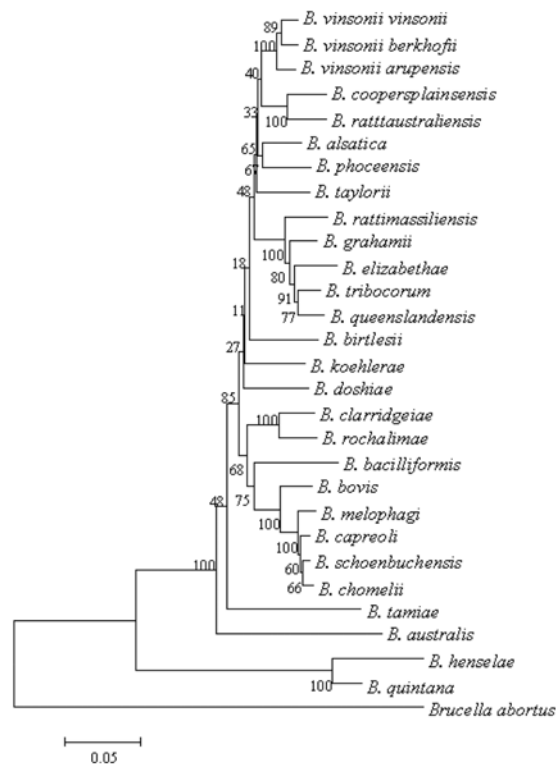 B. vinsonii vinsonii
89
B. vinsonii berkhofii
100
B. vinsonii arupensis
40
B. coopersplainsensis
33
B. ratttaustraliensis
100
B. alsatica
65
B. phoceensis
6
B. taylorii
48
B. rattimassiliensis
B. grahamii
100
B. elizabethae
80
B. tribocorum
91
B. queenslandensis
77
18
B. birtlesii
11
B. koehlerae
27
B. doshiae
85
B. clarridgeiae
100
B. rochalimae
68
B. bacilliformis
75
B. bovis
48
B. melophagi
100
B. capreoli
100
B. schoenbuchensis
60
B. chomelii
66
100
B. tamiae
B. australis
B. henselae
B. quintana
100
Brucella abortus
0.05